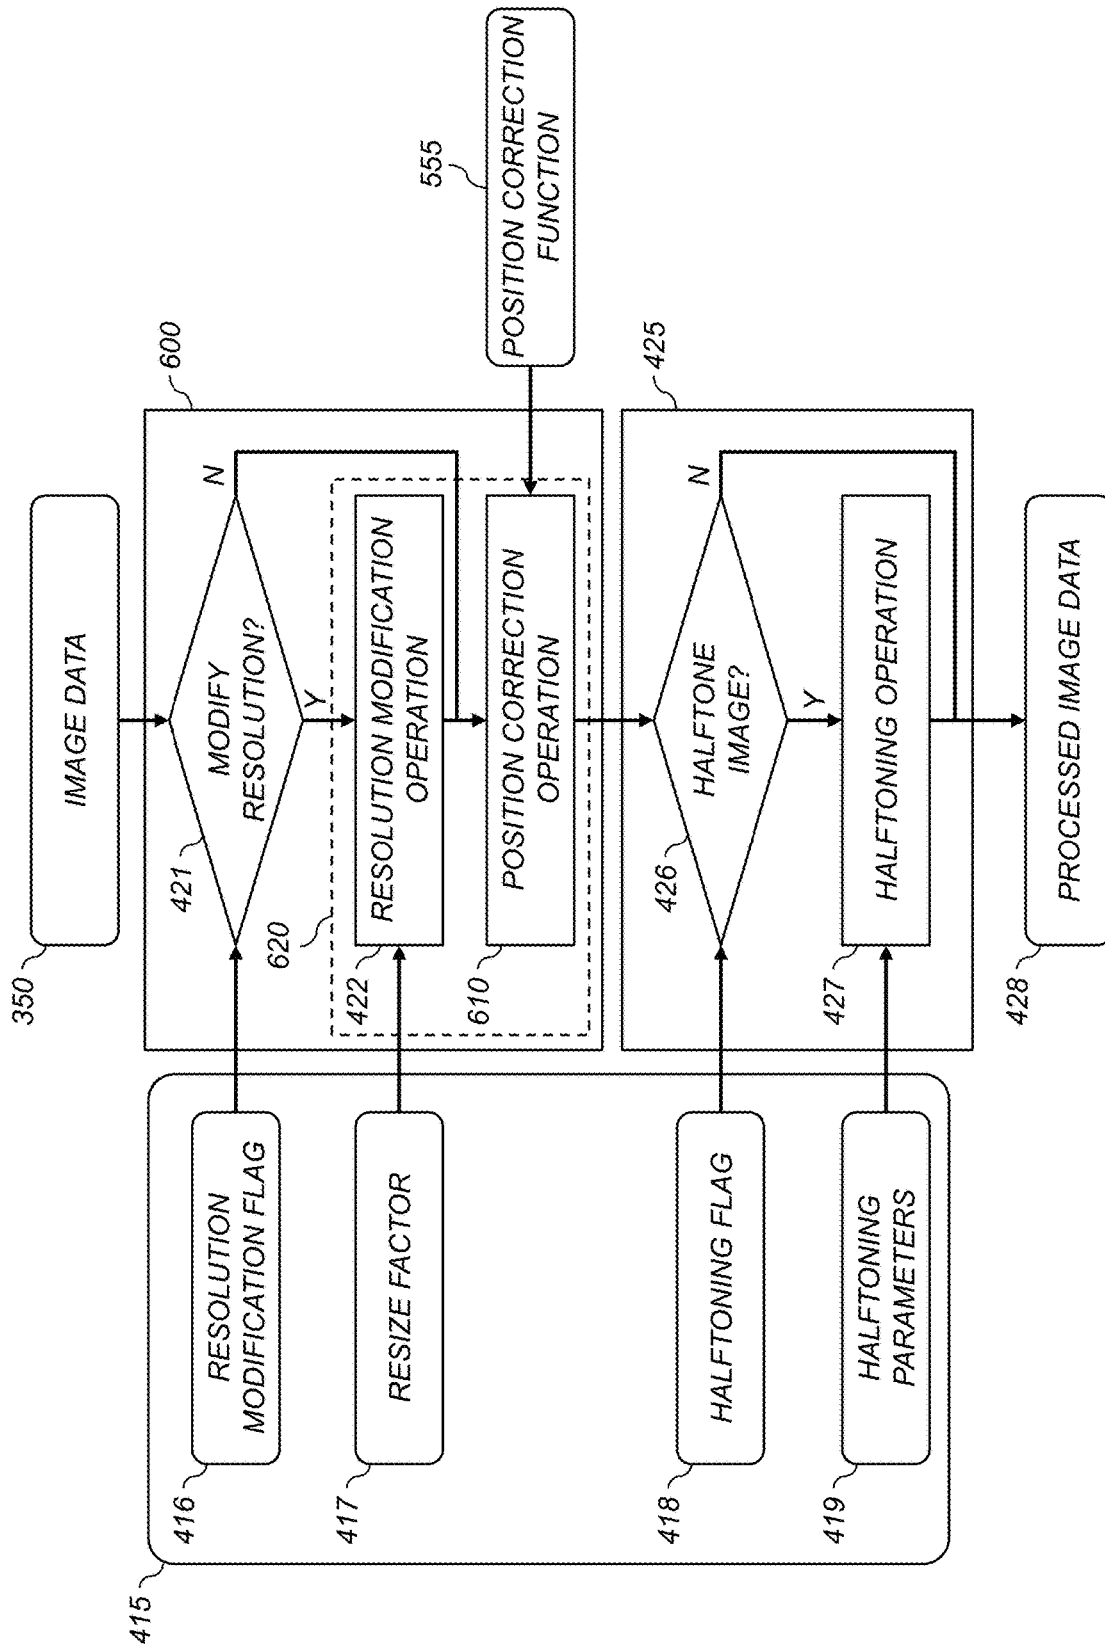 350
IMAGE DATA
600
421
MODIFY
RESOLUTION?
N
Y
620
422
RESOLUTION MODIFICATION
OPERATION
610
POSITION CORRECTION
OPERATION
555
POSITION CORRECTION
FUNCTION
425
426
HALFTONE
IMAGE?
N
Y
427
HALFTONING OPERATION
428
PROCESSED IMAGE DATA
415
416
RESOLUTION
MODIFICATION FLAG
417
RESIZE FACTOR
418
HALFTONING FLAG
419
HALFTONING
PARAMETERS